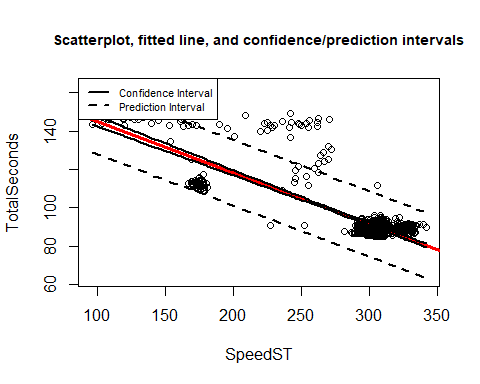 Scatterplot, fitted line, and confidence/prediction intervals
Confidence Interval
Prediction Interval
TotalSeconds
140
100
80
60
100
150
200
250
300
350
SpeedST